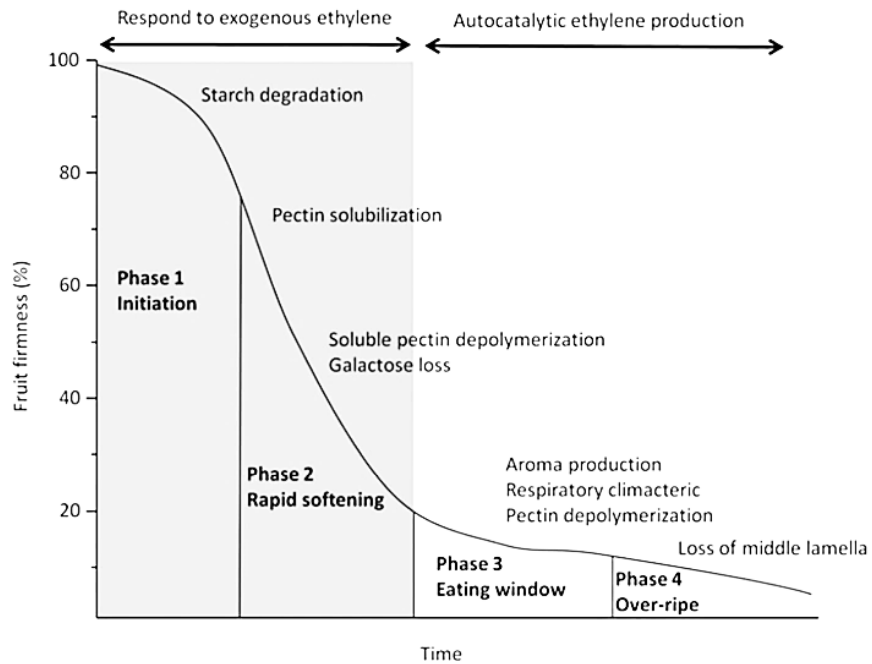 Respond to exogenous ethylene
Autocatalytic ethylene production
100
Starch degradation
80
Pectin solubilization
Phase 1
Initiation
60
Soluble pectin depolymerization
Galactose loss
Fruit firmness (%)
40
Phase 2
Rapid softening
Aroma production
Respiratory climacteric
Pectin depolymerization
20
Loss of middle lamella
Phase 3
Eating window
Phase 4
Over-ripe
Time